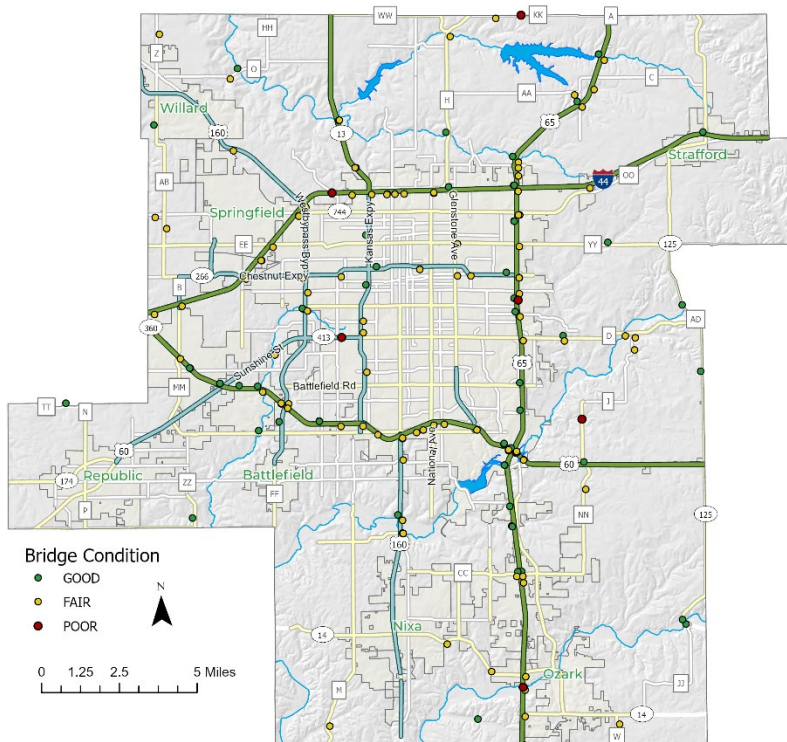 WW
KK
A
HH
Z
O
C
AA
H
Willard
160
13
65
Strafford
44
OO
AB
744
Springfield
Westbypass Byp
Kansas Expy
Glenstone Ave
EE
YY
125
266
Chestnut Expy
B
AD
360
413
D
Sunshine St
65
Battlefield Rd
MM
TT
N
J
60
National Ave
60
Republic
Battlefield
174
ZZ
FF
P
NN
125
160
Bridge Condition
GOOD
FAIR
POOR
N
CC
14
Nixa
0 1.25 2.5 5 Miles
Ozark
M
JJ
14
W